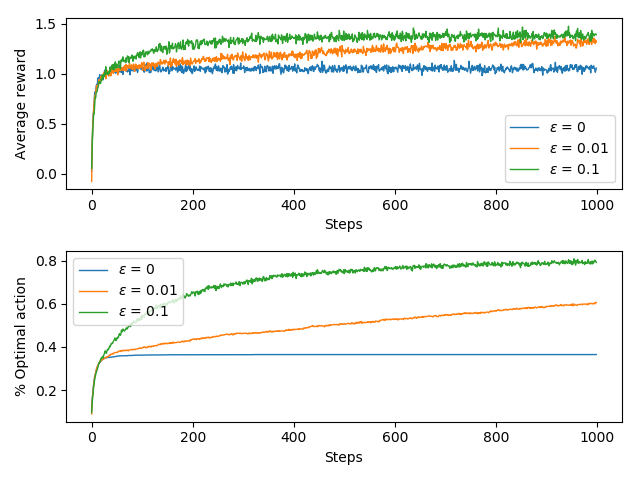 Average reward
1.5
1.0
0.5
0.0
ε = 0
ε = 0.01
ε = 0.1
0 200 400 600 800 1000
Steps
% Optimal action
0.8
0.6
0.4
0.2
ε = 0
ε = 0.01
ε = 0.1
0 200 400 600 800 1000
Steps